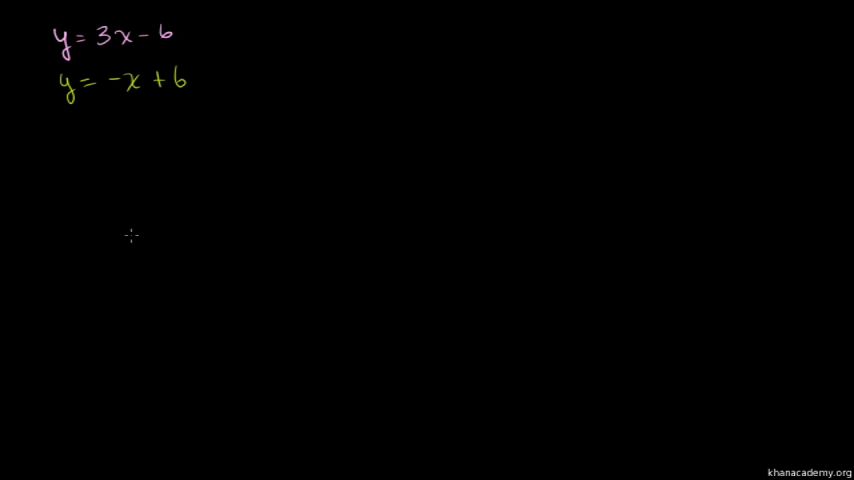 y = 3x - 6
y = -x + 6
khanacademy.org